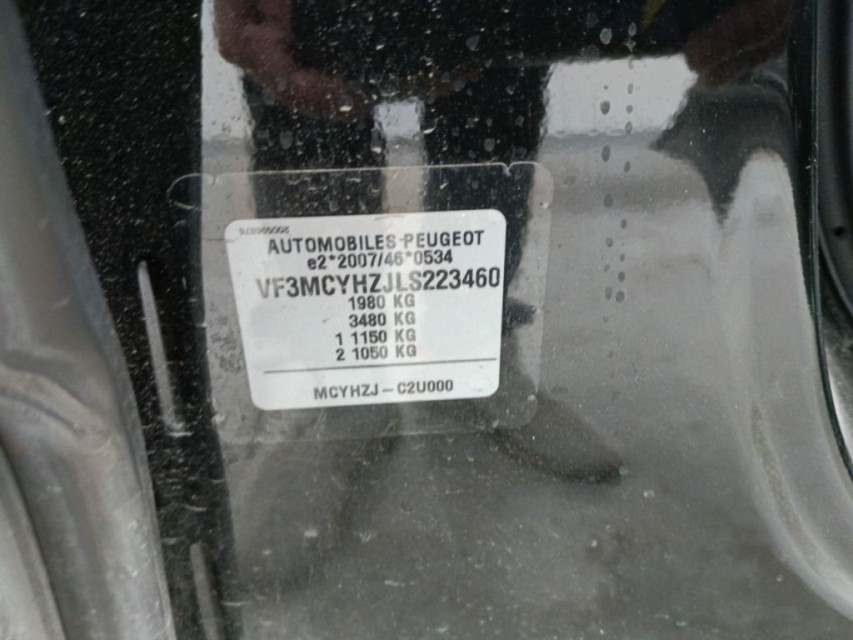 AUTOMOBILES PEUGEOT
e2*2007/46*0534
VF3MCYHZJLS223460
1980 KG
3480 KG
1 1150 KG
2 1050 KG
MCYHZJ - C2U000